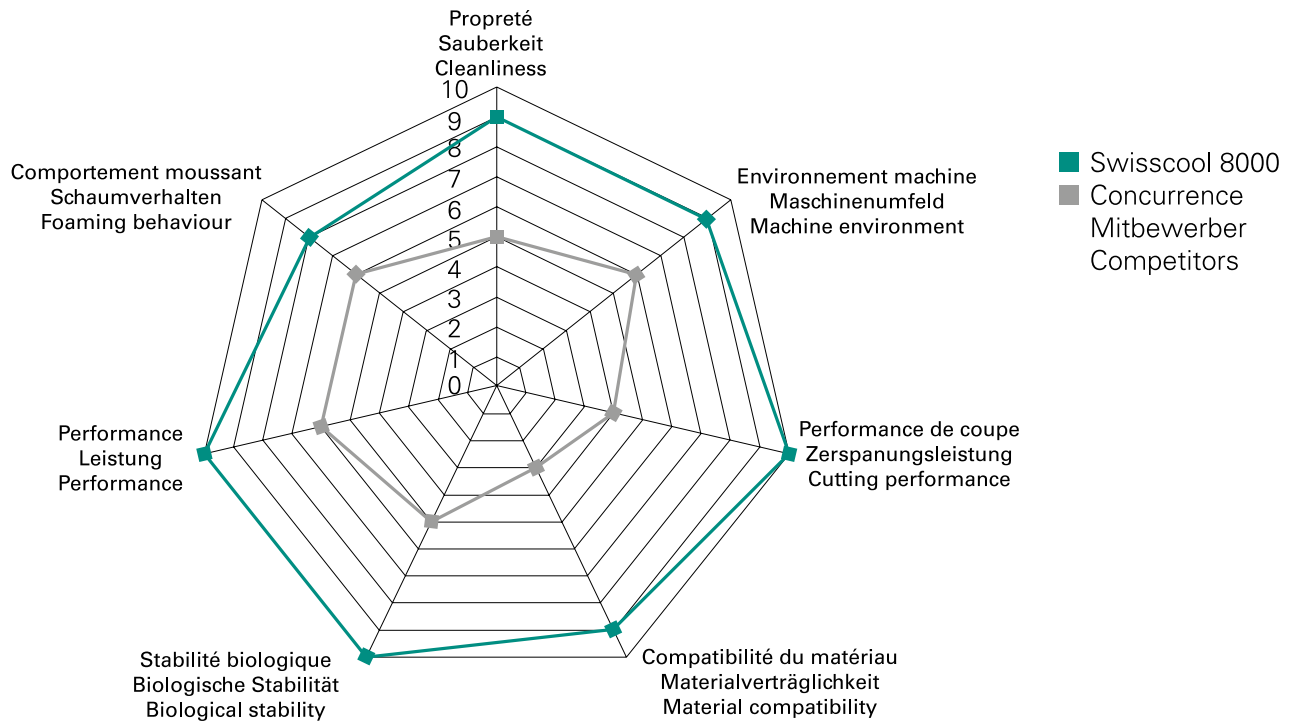 Propreté
Sauberkeit
Cleanliness
10
9
8
7
6
5
4
3
2
1
0
Environnement machine
Maschinenumfeld
Machine environment
Performance de coupe
Zerspanungsleistung
Cutting performance
Compatibilité du matériau
Materialverträglichkeit
Material compatibility
Stabilité biologique
Biologische Stabilität
Biological stability
Performance
Leistung
Performance
Comportement moussant
Schaumverhalten
Foaming behaviour
Swisscool 8000
Concurrence
Mitbewerber
Competitors